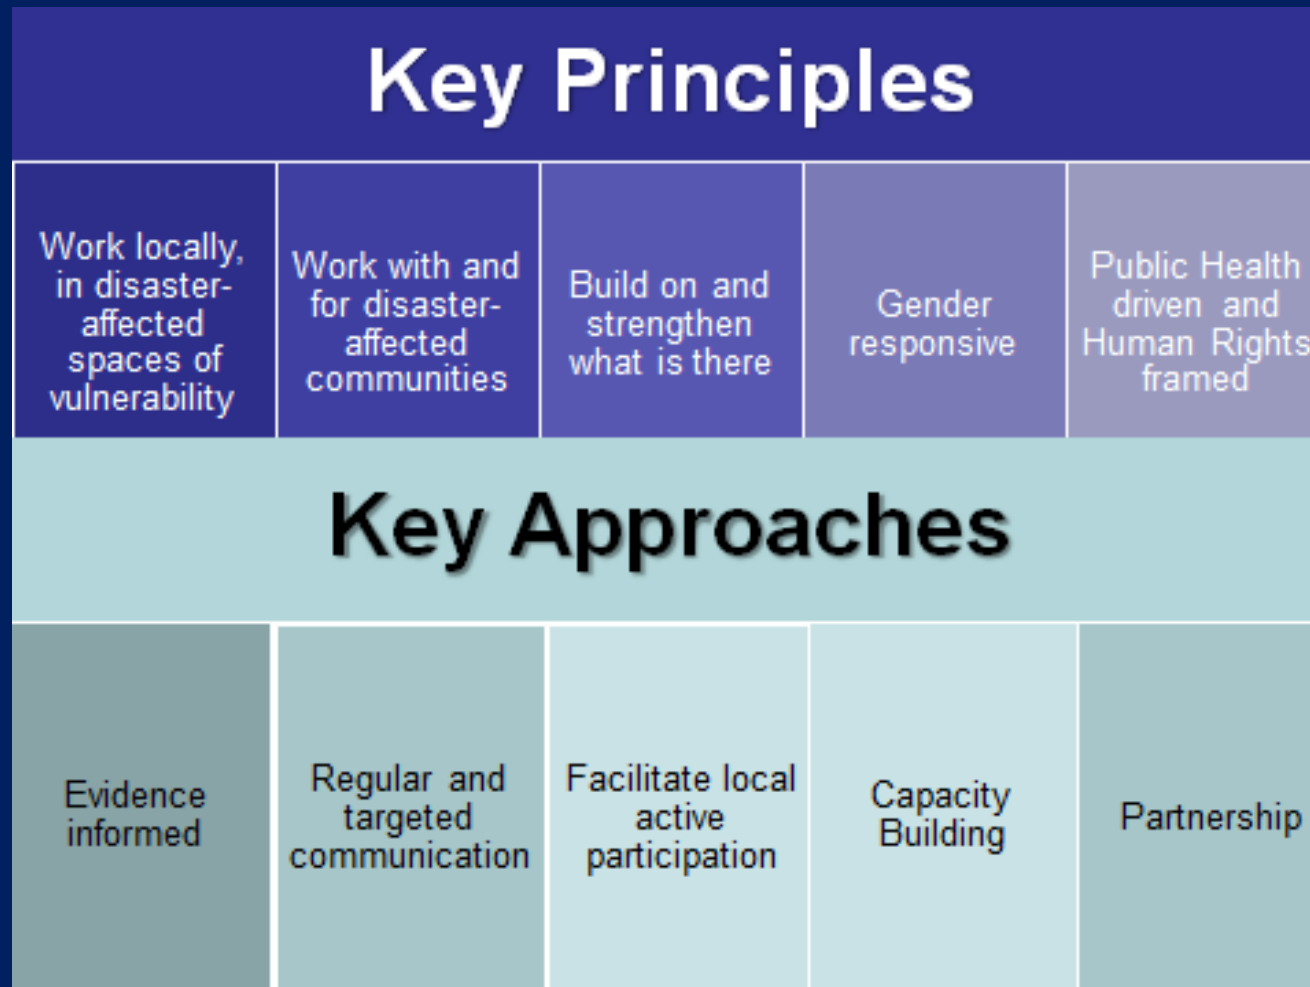 Key Principles
Work locally,
in disaster-
affected
spaces of
vulnerability
Work with and
for disaster-
affected
communities
Build on and
strengthen
what is there
Gender
responsive
Public Health
driven and
Human Rights
framed
Key Approaches
Evidence
informed
Regular and
targeted
communication
Facilitate local
active
participation
Capacity
Building
Partnership